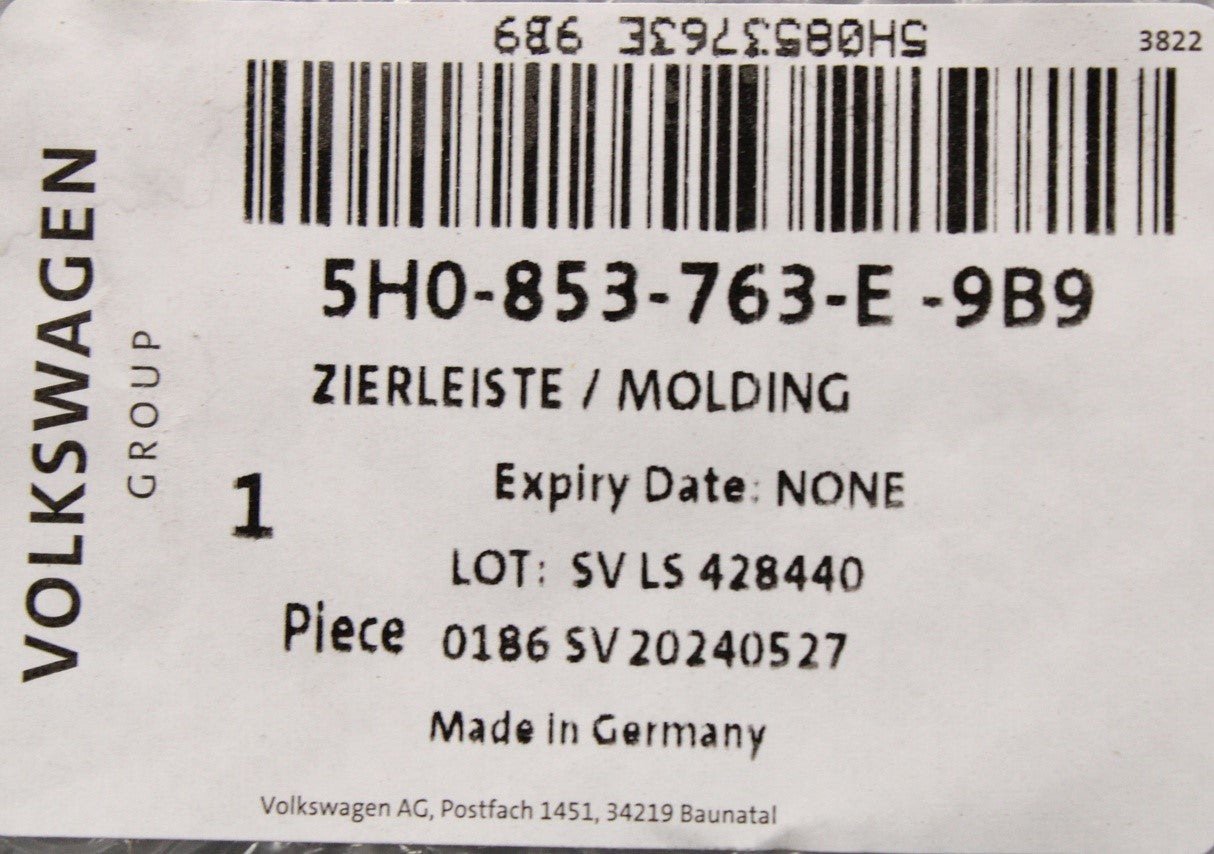 5H0853763E 9B9
3822
VOLKSWAGEN
GROUP
5H0-853-763-E -9B9
ZIERLEISTE / MOLDING
1
Expiry Date: NONE
LOT: SV LS 428440
Piece 0186 SV 20240527
Made in Germany
Volkswagen AG, Postfach 1451, 34219 Baunatal